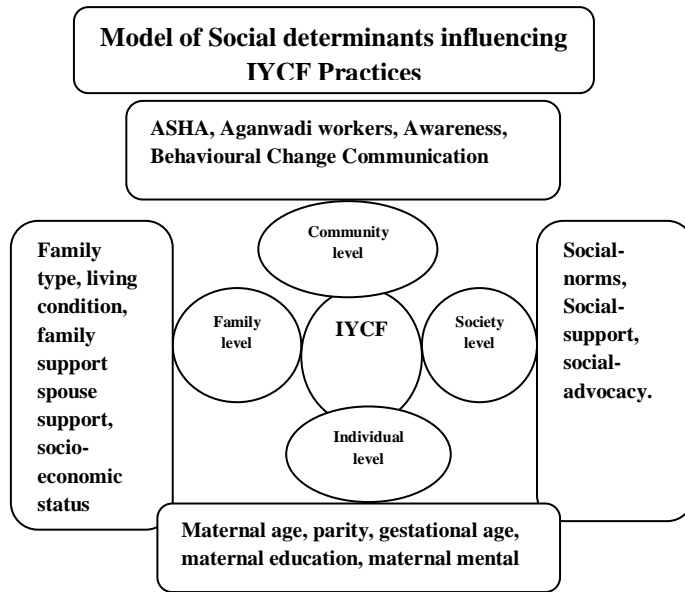 Model of Social determinants influencing
IYCF Practices
ASHA, Aganwadi workers, Awareness,
Behavioural Change Communication
Community
level
Family
type, living
condition,
family
support
spouse
support,
socio-
economic
status
Family
level
IYCF
Society
level
Social-
norms,
Social-
support,
social-
advocacy.
Individual
level
Maternal age, parity, gestational age,
maternal education, maternal mental